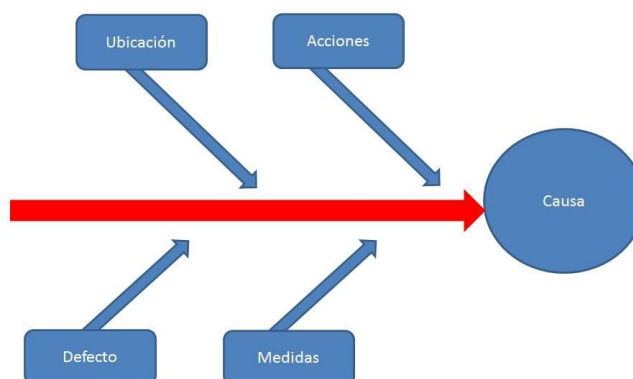 Ubicación
Acciones
Causa
Defecto
Medidas